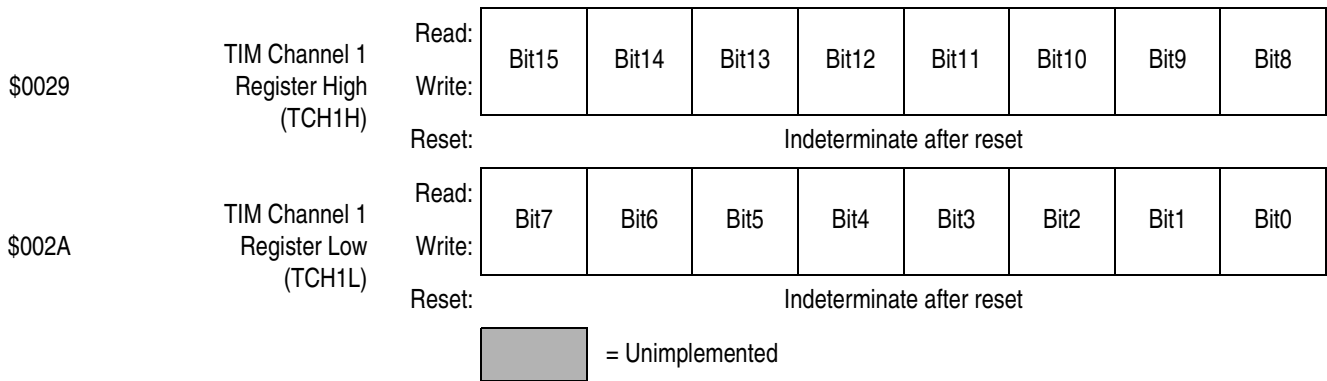 $0029 TIM Channel 1 Register High (TCH1H) Read: Write: Bit15 Bit14 Bit13 Bit12 Bit11 Bit10 Bit9 Bit8
Reset: Indeterminate after reset
$002A TIM Channel 1 Register Low (TCH1L) Read: Write: Bit7 Bit6 Bit5 Bit4 Bit3 Bit2 Bit1 Bit0
Reset: Indeterminate after reset
= Unimplemented